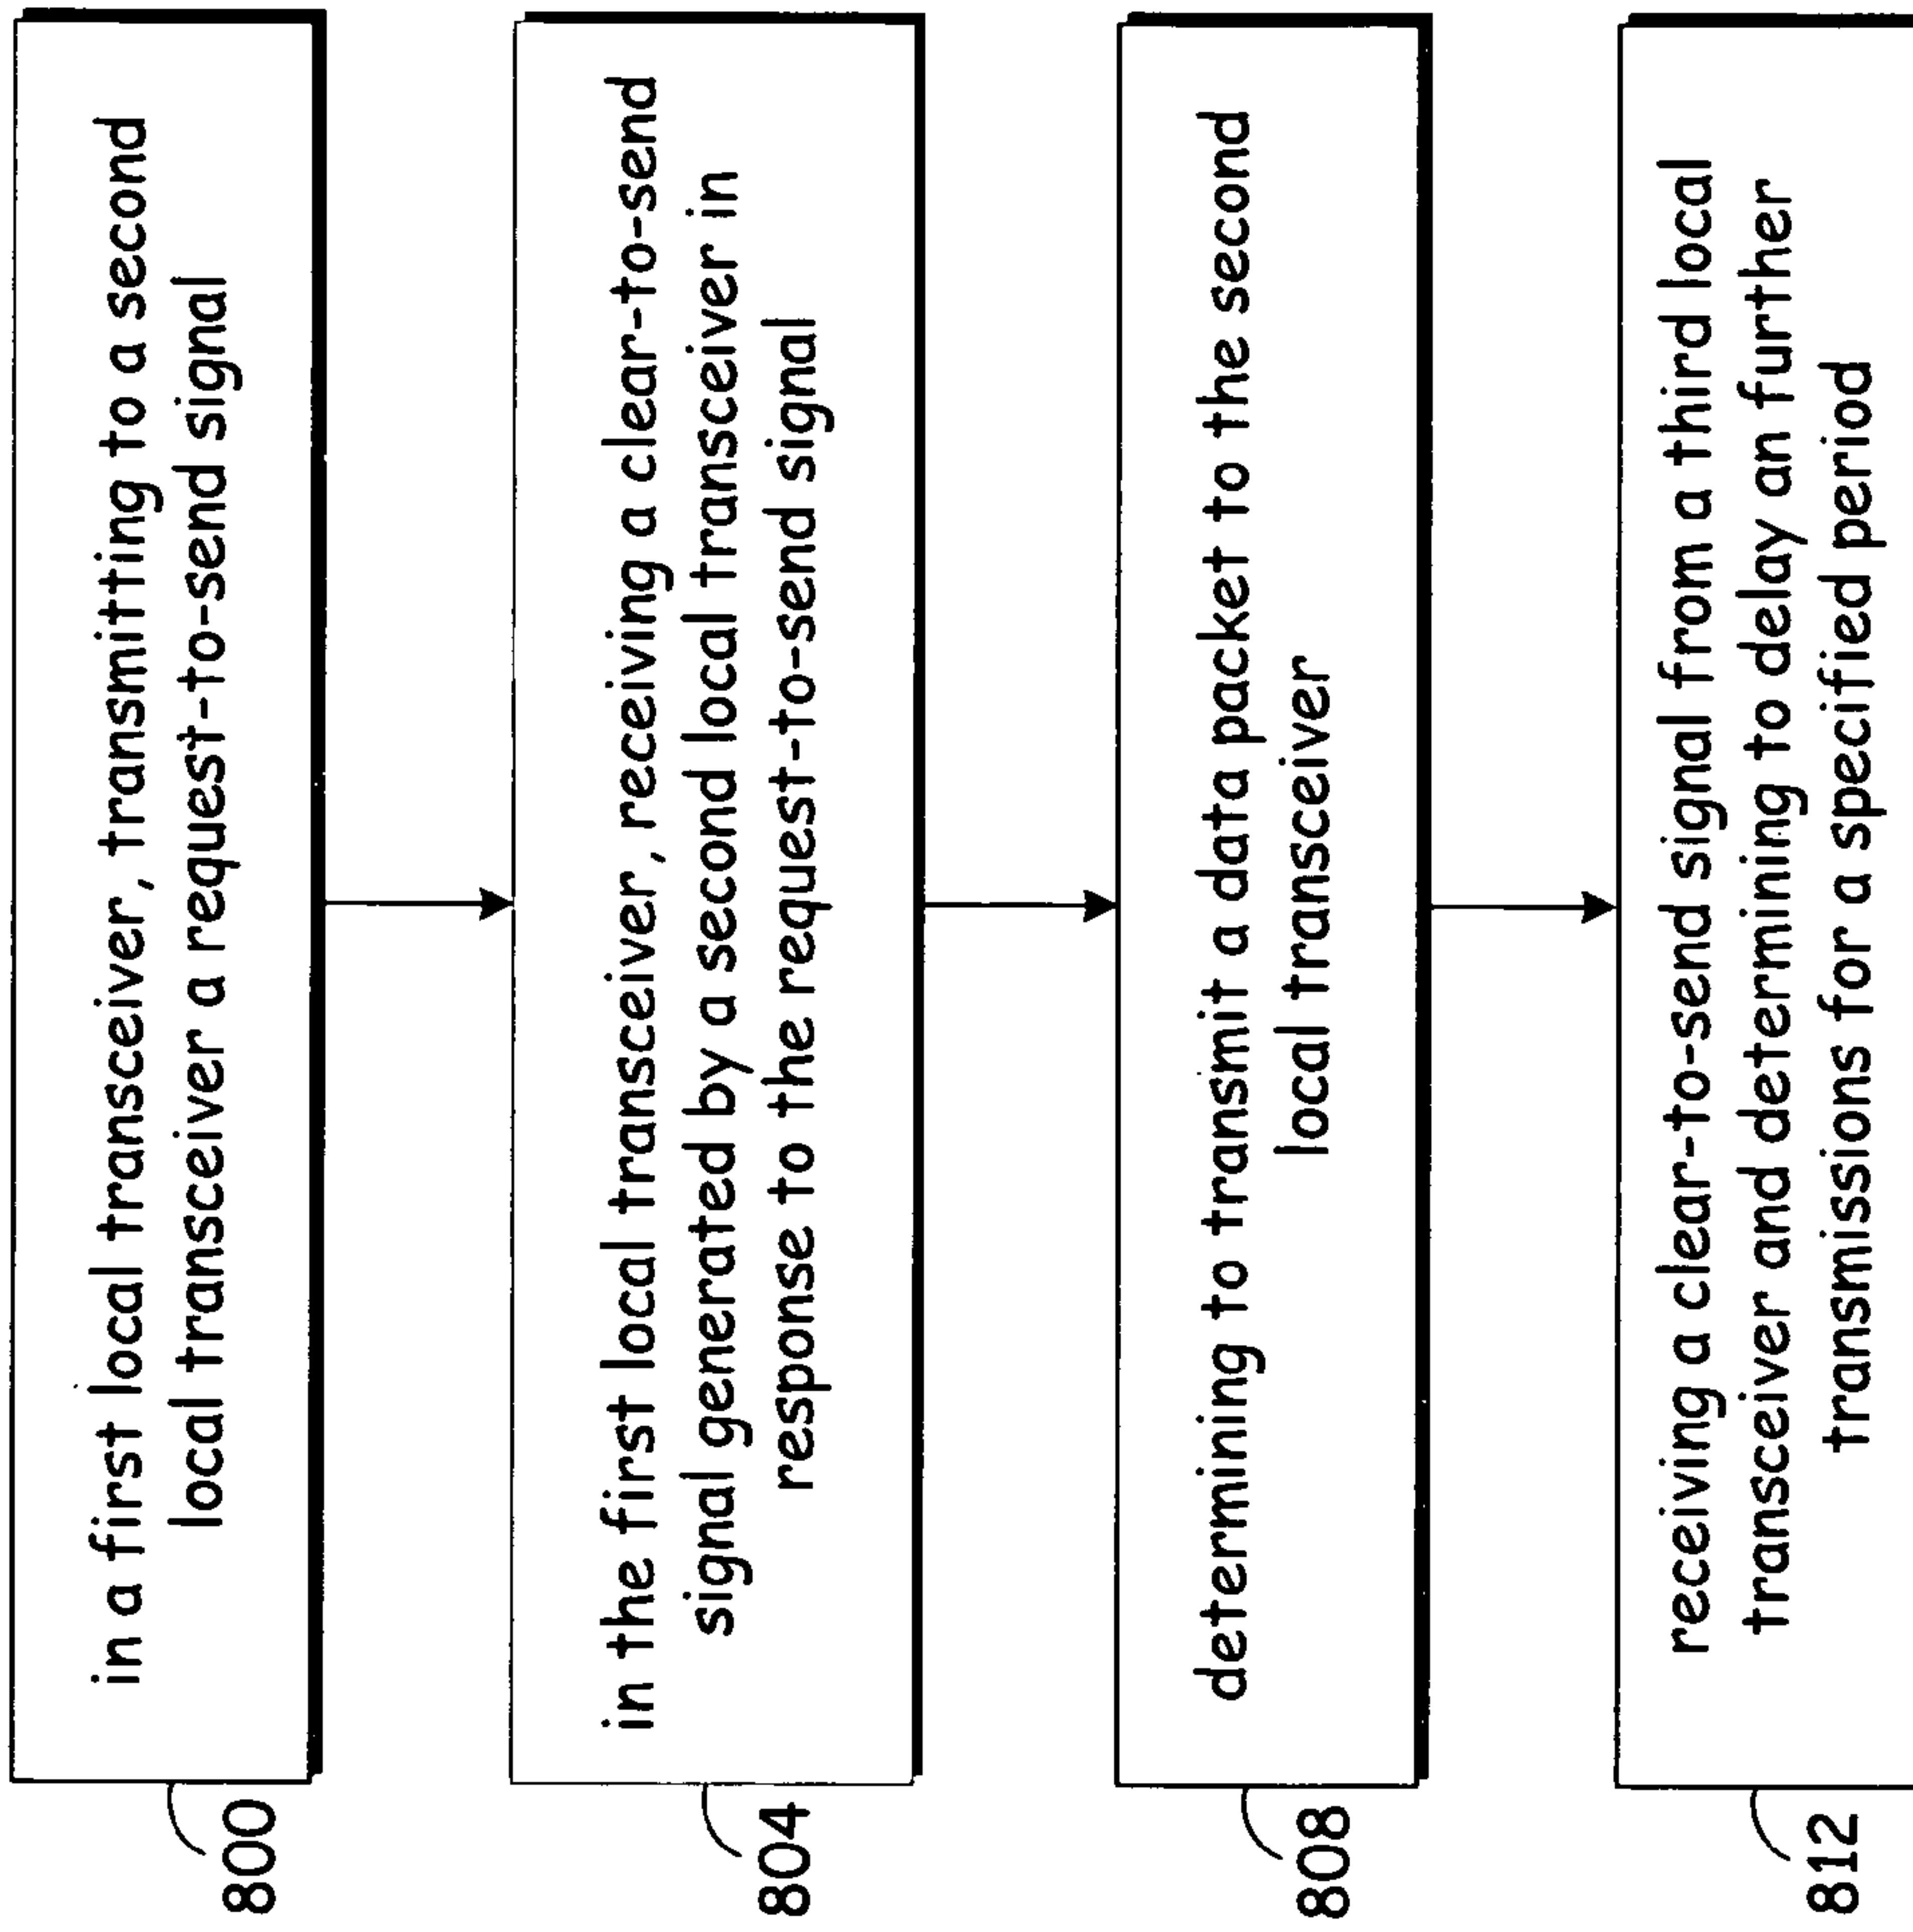 in a first local transceiver, transmitting to a second
local transceiver a request-to-send signal
800
in the first local transceiver, receiving a clear-to-send
signal generated by a second local transceiver in
response to the request-to-send signal
804
determining to transmit a data packet to the second
local transceiver
808
receiving a clear-to-send signal from a third local
transceiver and determining to delay an further
transmissions for a specified period
812